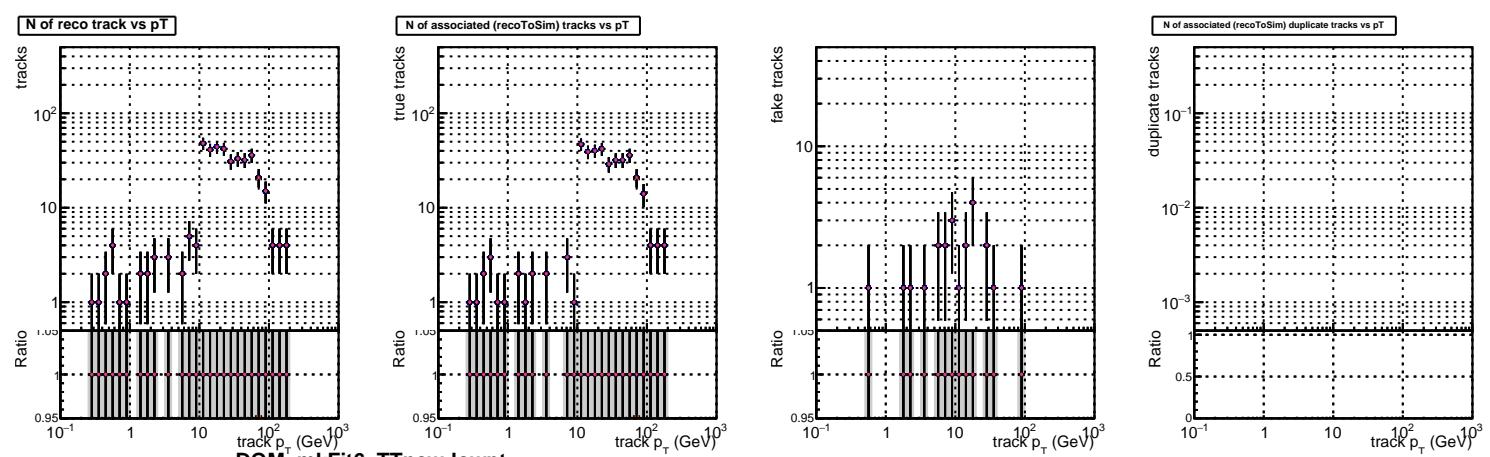 N of reco track vs pT
tracks
10²
10
1
1.05
Ratio
1
0.95
10⁻¹ 1 10 10² 10³
track p_T (GeV)
N of associated (recoToSim) tracks vs pT
true tracks
10²
10
1
1.05
Ratio
1
0.95
10⁻¹ 1 10 10² 10³
track p_T (GeV)
fake tracks
10
1
1.05
Ratio
1
0.95
10⁻¹ 1 10 10² 10³
track p_T (GeV)
N of associated (recoToSim) duplicate tracks vs pT
duplicate tracks
10⁻¹
10⁻²
10⁻³
Ratio
1
0.5
0
10⁻¹ 1 10 10² 10³
track p_T (GeV)